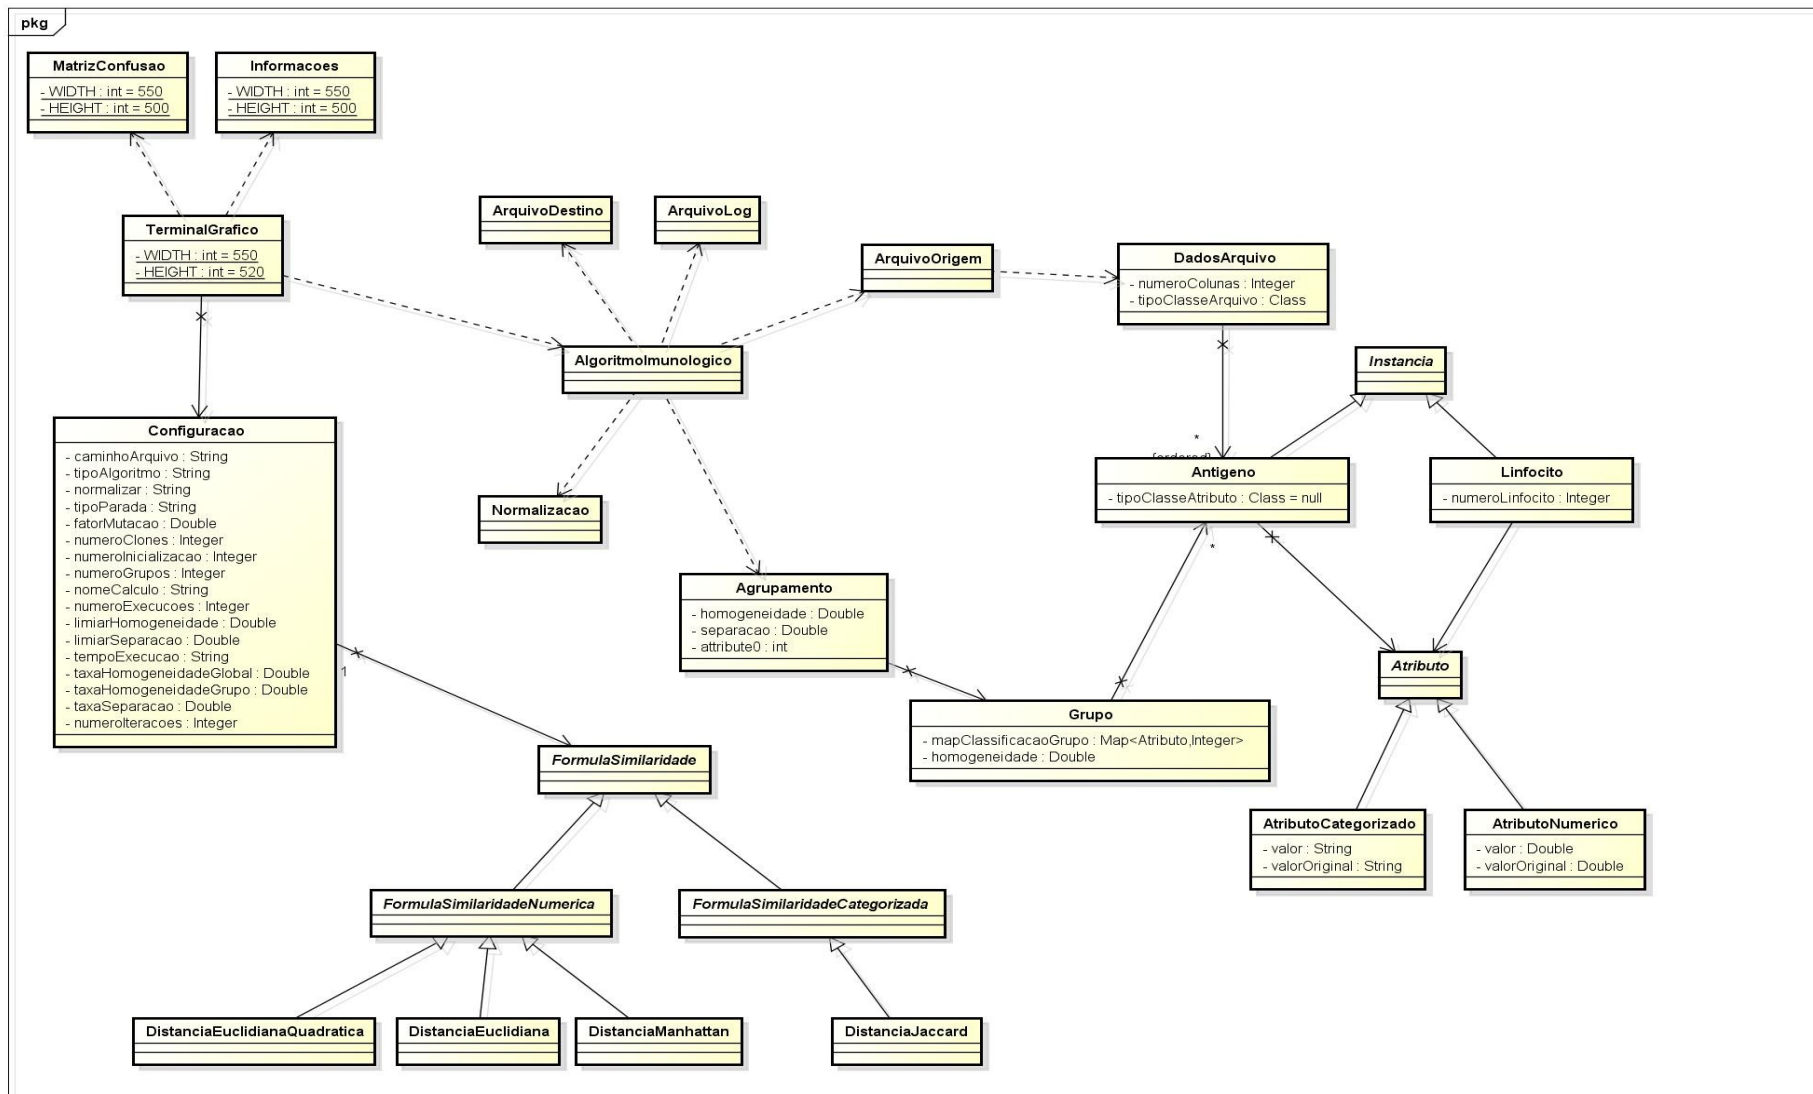 pkg
MatrizConfusao
- WIDTH : int = 550
- HEIGHT : int = 500
Informacoes
- WIDTH : int = 550
- HEIGHT : int = 500
TerminalGrafico
- WIDTH : int = 550
- HEIGHT : int = 520
ArquivoDestino
ArquivoLog
ArquivoOrigem
DadosArquivo
- numeroColunas : Integer
- tipoClasseArquivo : Class
AlgoritmoImunologico
Instancia
Configuracao
- caminhoArquivo : String
- tipoAlgoritmo : String
- normalizar : String
- tipoParada : String
- fatorMutacao : Double
- numeroClones : Integer
- numeroInicializacao : Integer
- numeroGrupos : Integer
- nomeCalculo : String
- numeroExecucoes : Integer
- limiarHomogeneidade : Double
- limiarSeparacao : Double
- tempoExecucao : String
- taxaHomogeneidadeGlobal : Double
- taxaHomogeneidadeGrupo : Double
- taxaSeparacao : Double
- numeroIteracoes : Integer
1
*
{ordered}
Antigeno
- tipoClasseAtributo : Class = null
*
Linfocito
- numeroLinfocito : Integer
Normalizacao
Agrupamento
- homogeneidade : Double
- separacao : Double
- attribute0 : int
Atributo
Grupo
- mapClassificacaoGrupo : Map<Atributo,Integer>
- homogeneidade : Double
FormulaSimilaridade
AtributoCategorizado
- valor : String
- valorOriginal : String
AtributoNumerico
- valor : Double
- valorOriginal : Double
FormulaSimilaridadeNumerica
FormulaSimilaridadeCategorizada
DistanciaEuclidianaQuadratica
DistanciaEuclidiana
DistanciaManhattan
DistanciaJaccard